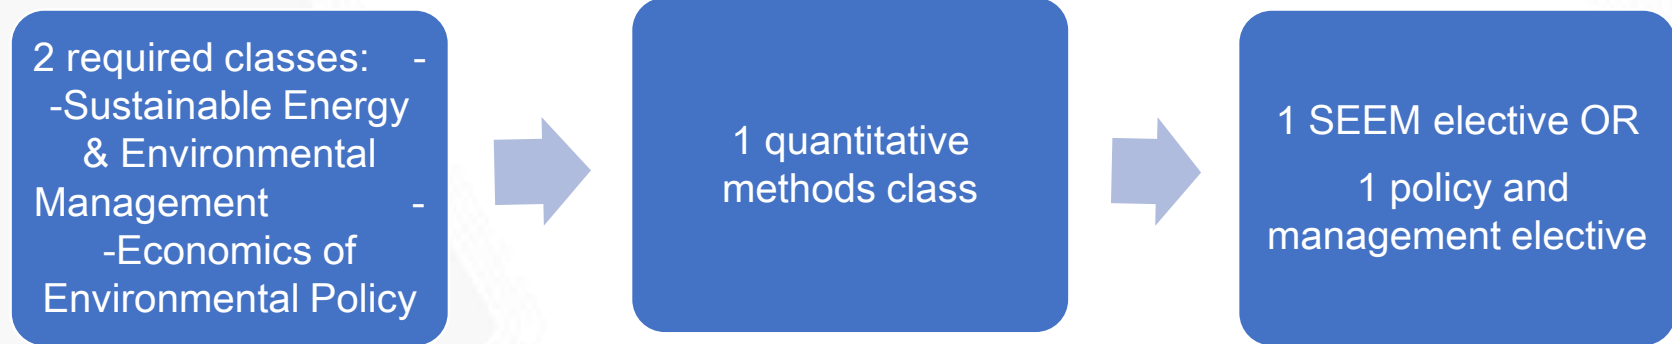 2 required classes: -
-Sustainable Energy
& Environmental
Management -
-Economics of
Environmental Policy
1 quantitative
methods class
1 SEEM elective OR
1 policy and
management elective